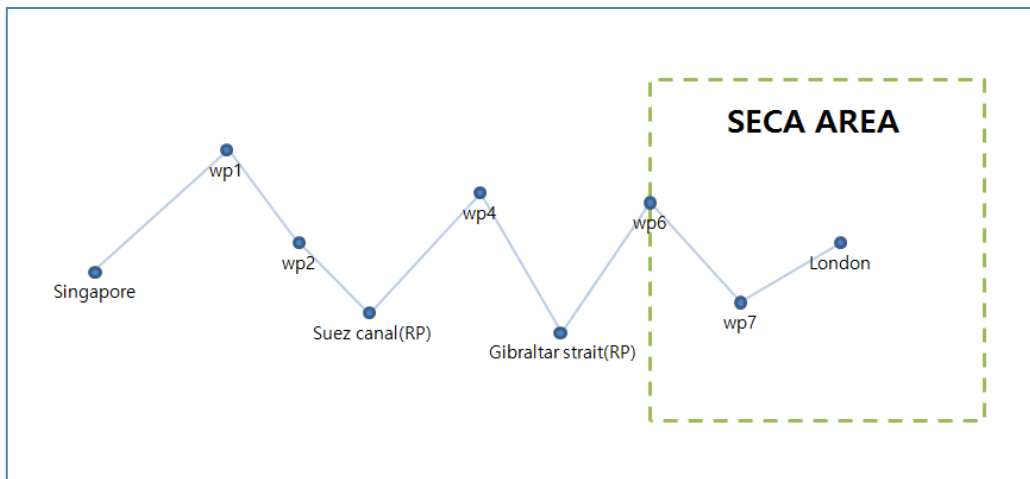 SECA AREA
wp1
wp4
wp6
wp2
London
Singapore
wp7
Suez canal(RP)
Gibraltar strait(RP)